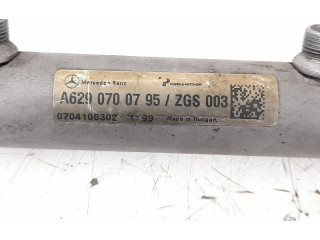 Mercedes Benz
A629 070 07 95 / ZGS 003
0704100302
Made in Hungary